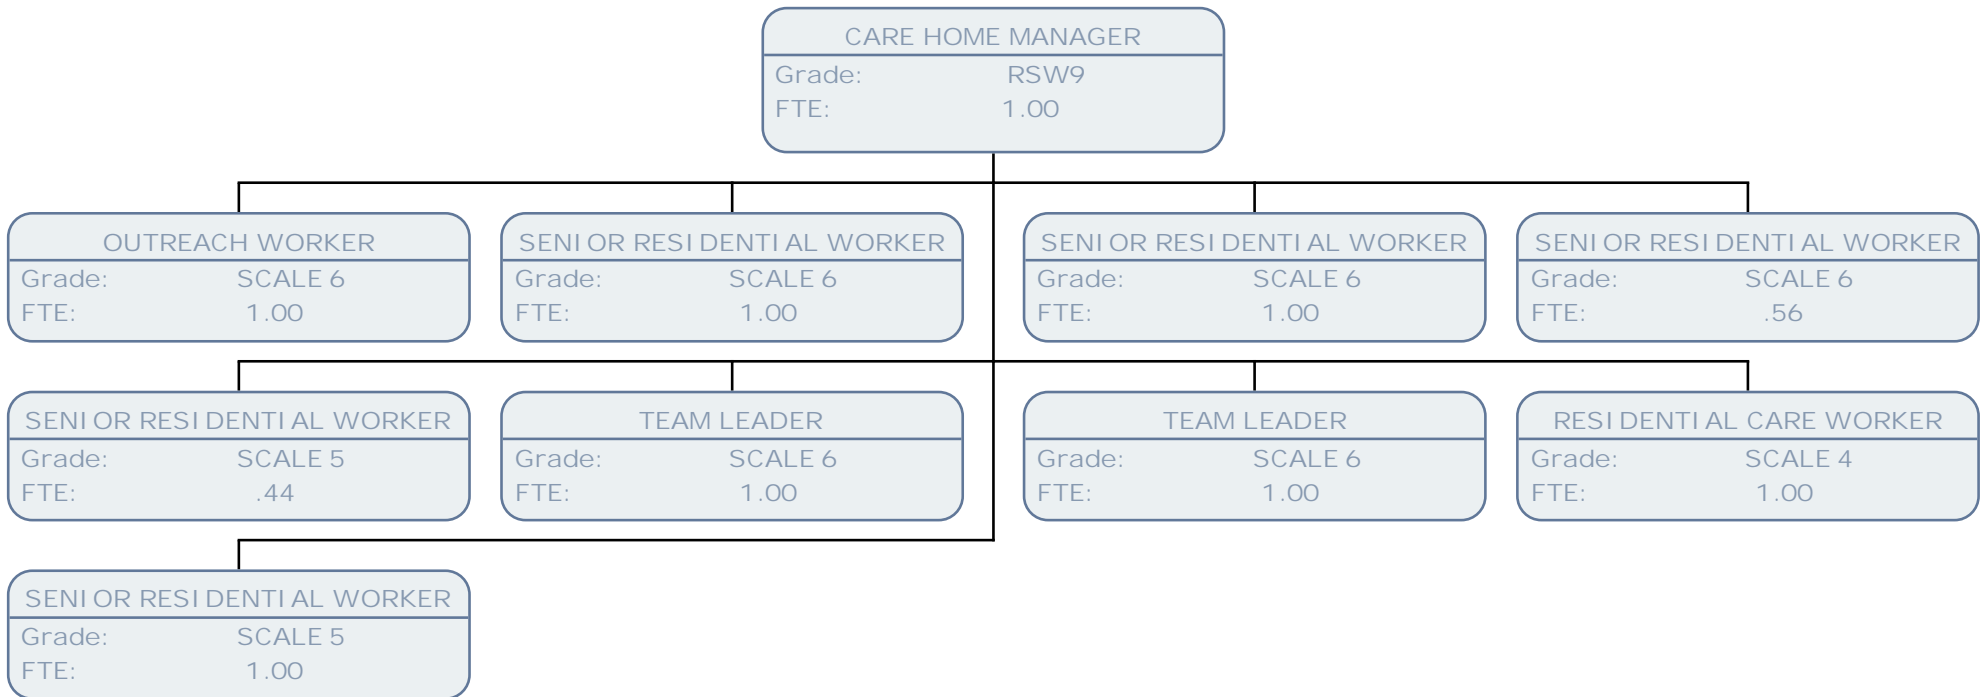 CARE HOME MANAGER
Grade: RSW9
FTE: 1.00
OUTREACH WORKER
Grade: SCALE 6
FTE: 1.00
SENIOR RESIDENTIAL WORKER
Grade: SCALE 6
FTE: 1.00
SENIOR RESIDENTIAL WORKER
Grade: SCALE 6
FTE: 1.00
SENIOR RESIDENTIAL WORKER
Grade: SCALE 6
FTE: .56
SENIOR RESIDENTIAL WORKER
Grade: SCALE 5
FTE: .44
TEAM LEADER
Grade: SCALE 6
FTE: 1.00
TEAM LEADER
Grade: SCALE 6
FTE: 1.00
RESIDENTIAL CARE WORKER
Grade: SCALE 4
FTE: 1.00
SENIOR RESIDENTIAL WORKER
Grade: SCALE 5
FTE: 1.00